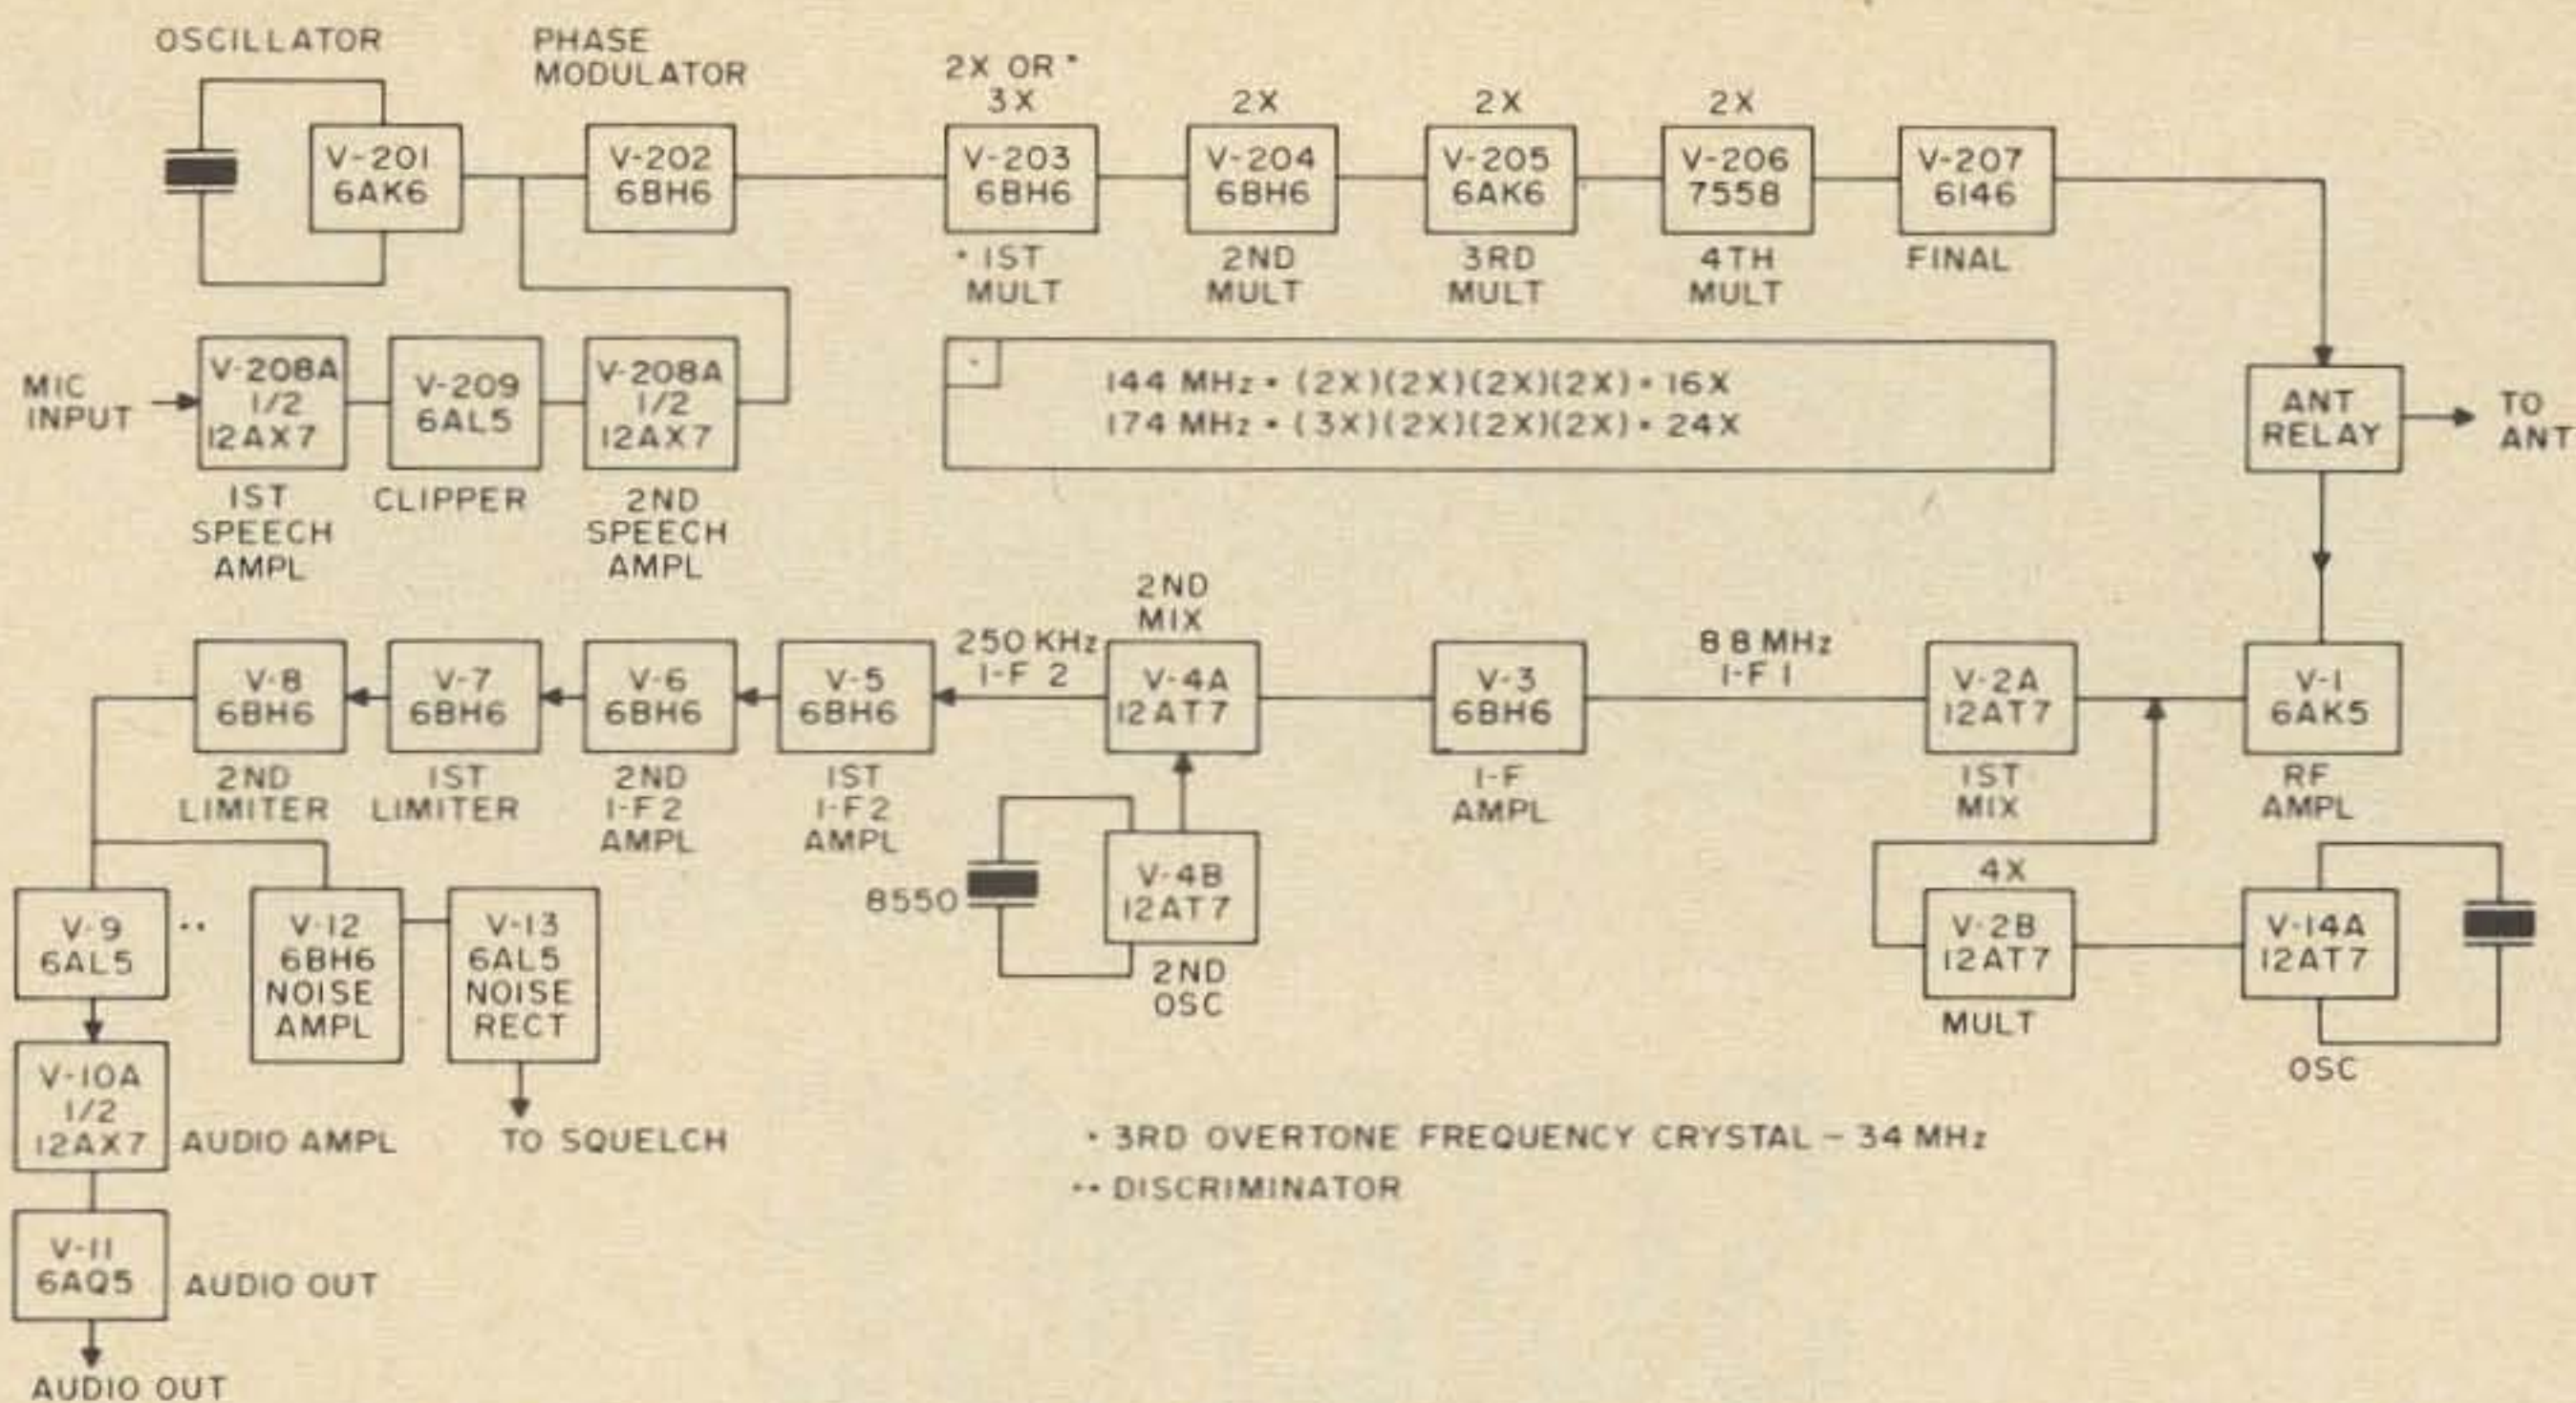 OSCILLATOR
PHASE
MODULATOR
2X OR *
3X
2X
2X
2X
V-201
6AK6
V-202
6BH6
V-203
6BH6
V-204
6BH6
V-205
6AK6
V-206
7558
V-207
6146
• 1ST
MULT
2ND
MULT
3RD
MULT
4TH
MULT
FINAL
MIC
INPUT
V-208A
1/2
12AX7
V-209
6AL5
V-208A
1/2
12AX7
1ST
SPEECH
AMPL
CLIPPER
2ND
SPEECH
AMPL
•
144 MHz = (2X)(2X)(2X)(2X) = 16X
174 MHz = (3X)(2X)(2X)(2X) = 24X
ANT
RELAY
TO
ANT
V-8
6BH6
V-7
6BH6
V-6
6BH6
V-5
6BH6
250 KHz
I-F 2
2ND
MIX
V-4A
12AT7
V-3
6BH6
8 8 MHz
I-F 1
V-2A
12AT7
V-1
6AK5
2ND
LIMITER
1ST
LIMITER
2ND
I-F2
AMPL
1ST
I-F2
AMPL
I-F
AMPL
1ST
MIX
RF
AMPL
8550
V-4B
12AT7
2ND
OSC
4X
V-2B
12AT7
MULT
V-14A
12AT7
OSC
V-9
6AL5
••
V-12
6BH6
NOISE
AMPL
V-13
6AL5
NOISE
RECT
TO SQUELCH
V-10A
1/2
12AX7
AUDIO AMPL
V-11
6AQ5
AUDIO OUT
AUDIO OUT
• 3RD OVERTONE FREQUENCY CRYSTAL – 34 MHz
•• DISCRIMINATOR